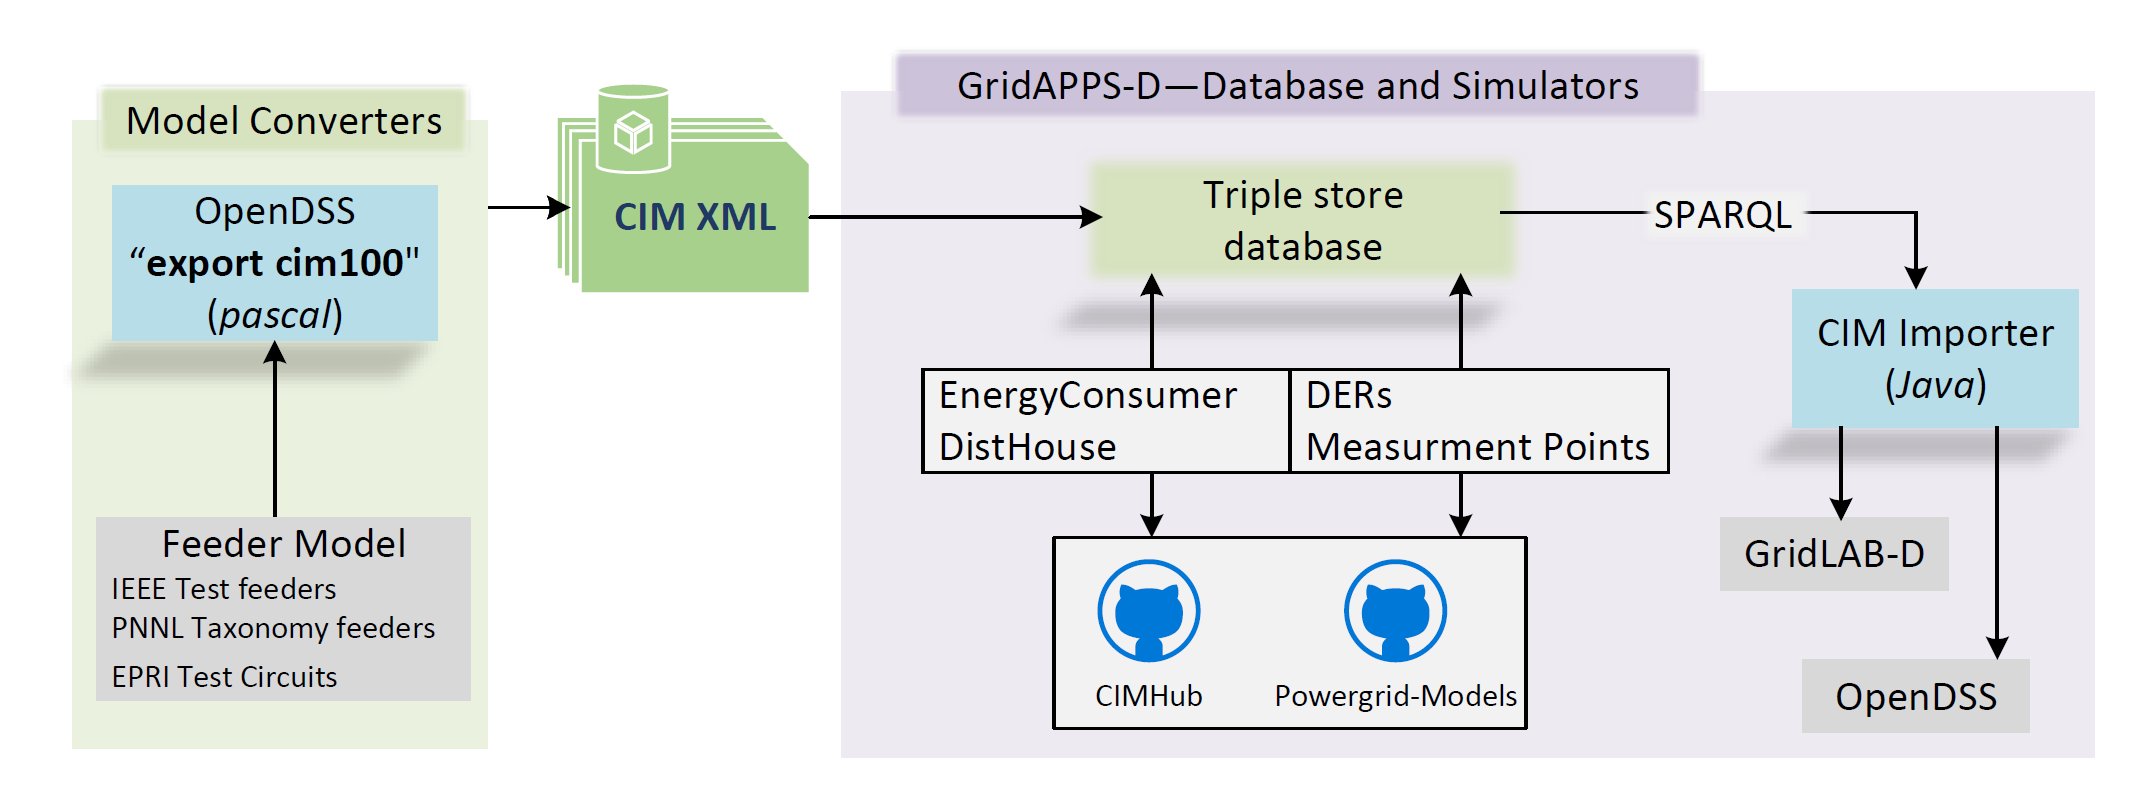 Model Converters
OpenDSS
“export cim100"
(pascal)
Feeder Model
IEEE Test feeders
PNNL Taxonomy feeders
EPRI Test Circuits
CIM XML
GridAPPS-D—Database and Simulators
Triple store
database
SPARQL
CIM Importer
(Java)
EnergyConsumer
DistHouse
DERs
Measurment Points
CIMHub
Powergrid-Models
GridLAB-D
OpenDSS